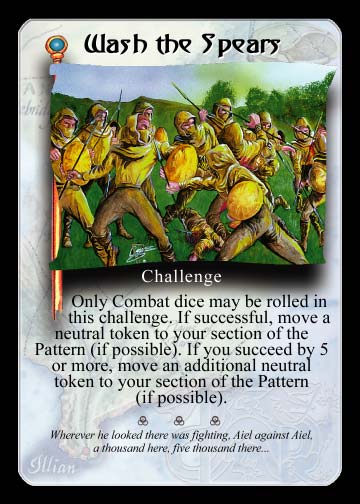 Wash the Spears
Challenge
Only Combat dice may be rolled in
this challenge. If successful, move a
neutral token to your section of the
Pattern (if possible). If you succeed by 5
or more, move an additional neutral
token to your section of the Pattern
(if possible).
Wherever he looked there was fighting, Aiel against Aiel,
a thousand here, five thousand there...
Illian